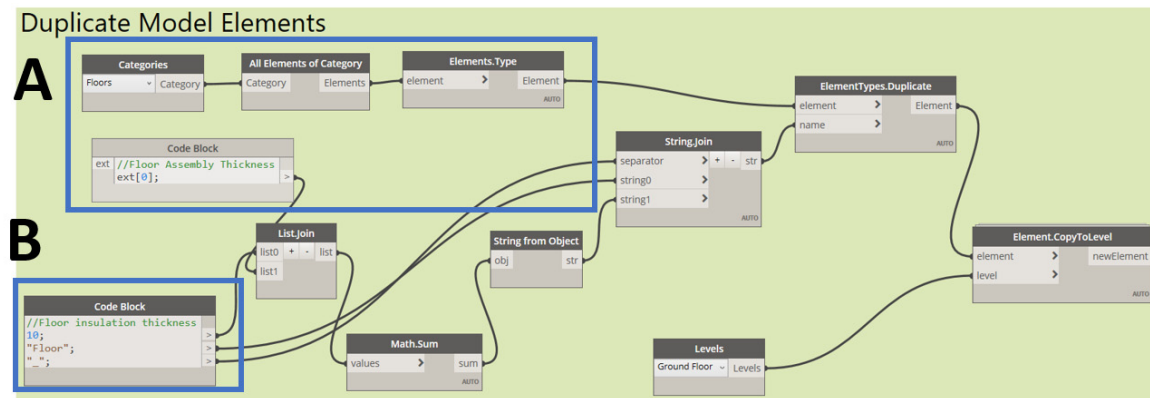 Duplicate Model Elements
A
Categories
Floors Category
All Elements of Category
Category Elements
Elements.Type
element > Element
AUTO
Code Block
ext //Floor Assembly Thickness
ext[0]; >
B
Code Block
//Floor insulation thickness
10; >
"Floor"; >
"_"; >
List.Join
list0 + - list
list1
Math.Sum
values > sum
AUTO
String from Object
obj str
String.Join
separator > + - str
string0 >
string1 >
AUTO
ElementTypes.Duplicate
element > Element
name >
AUTO
Levels
Ground Floor Levels
Element.CopyToLevel
element > newElement
level >
AUTO